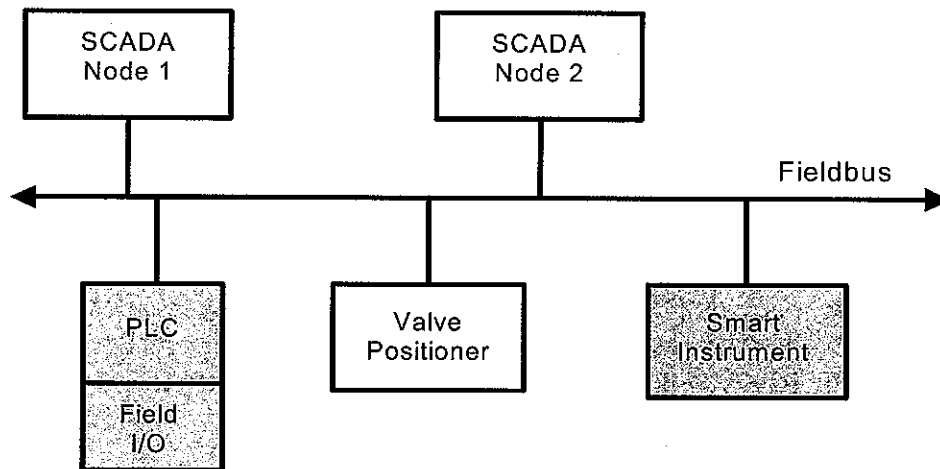 SCADA
Node 1
SCADA
Node 2
Fieldbus
PLC
Field
I/O
Valve
Positioner
Smart
Instrument